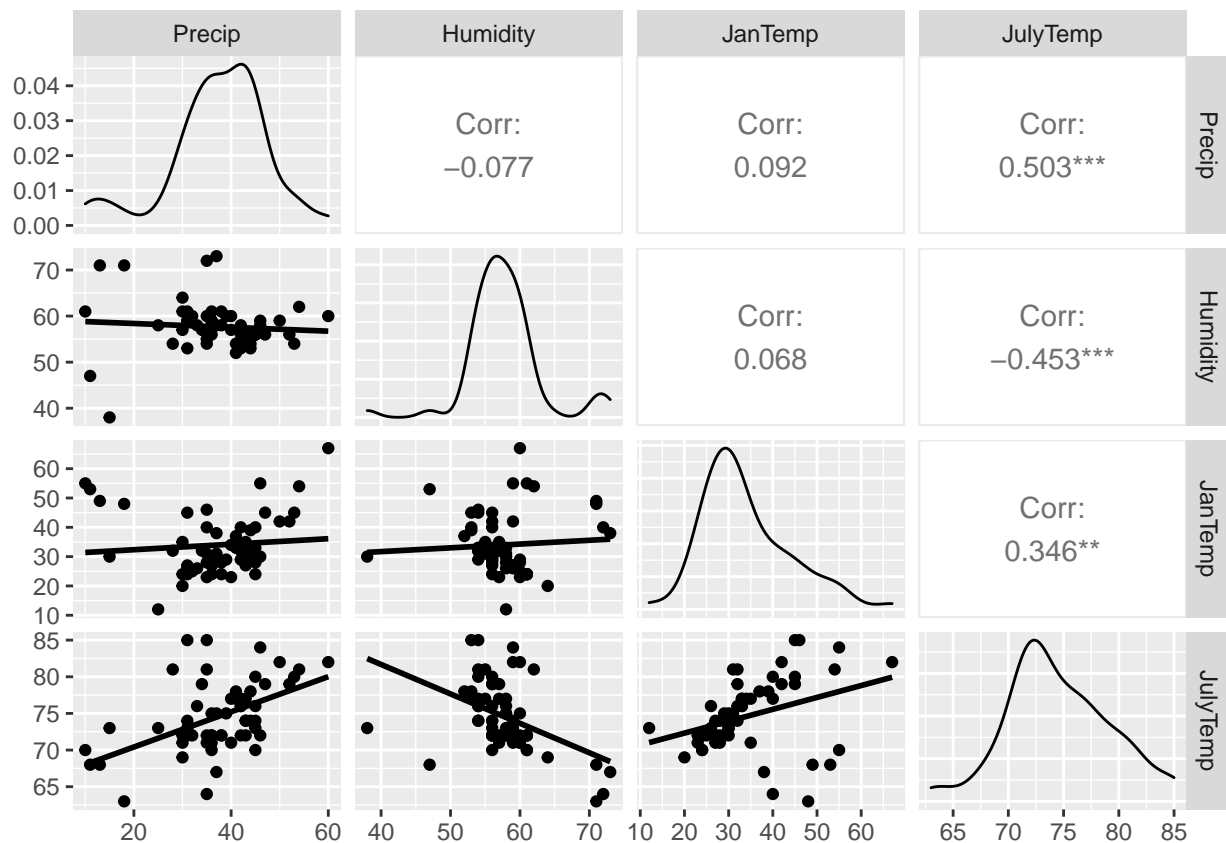 Precip Humidity JanTemp JulyTemp
0.04
0.03
0.02
0.01
0.00
Corr:
−0.077
Corr:
0.092
Corr:
0.503***
Precip
70
60
50
40
Corr:
0.068
Corr:
−0.453***
Humidity
60
50
40
30
20
10
Corr:
0.346**
JanTemp
85
80
75
70
65
JulyTemp
20 40 60 40 50 60 70 10 20 30 40 50 60 65 70 75 80 85